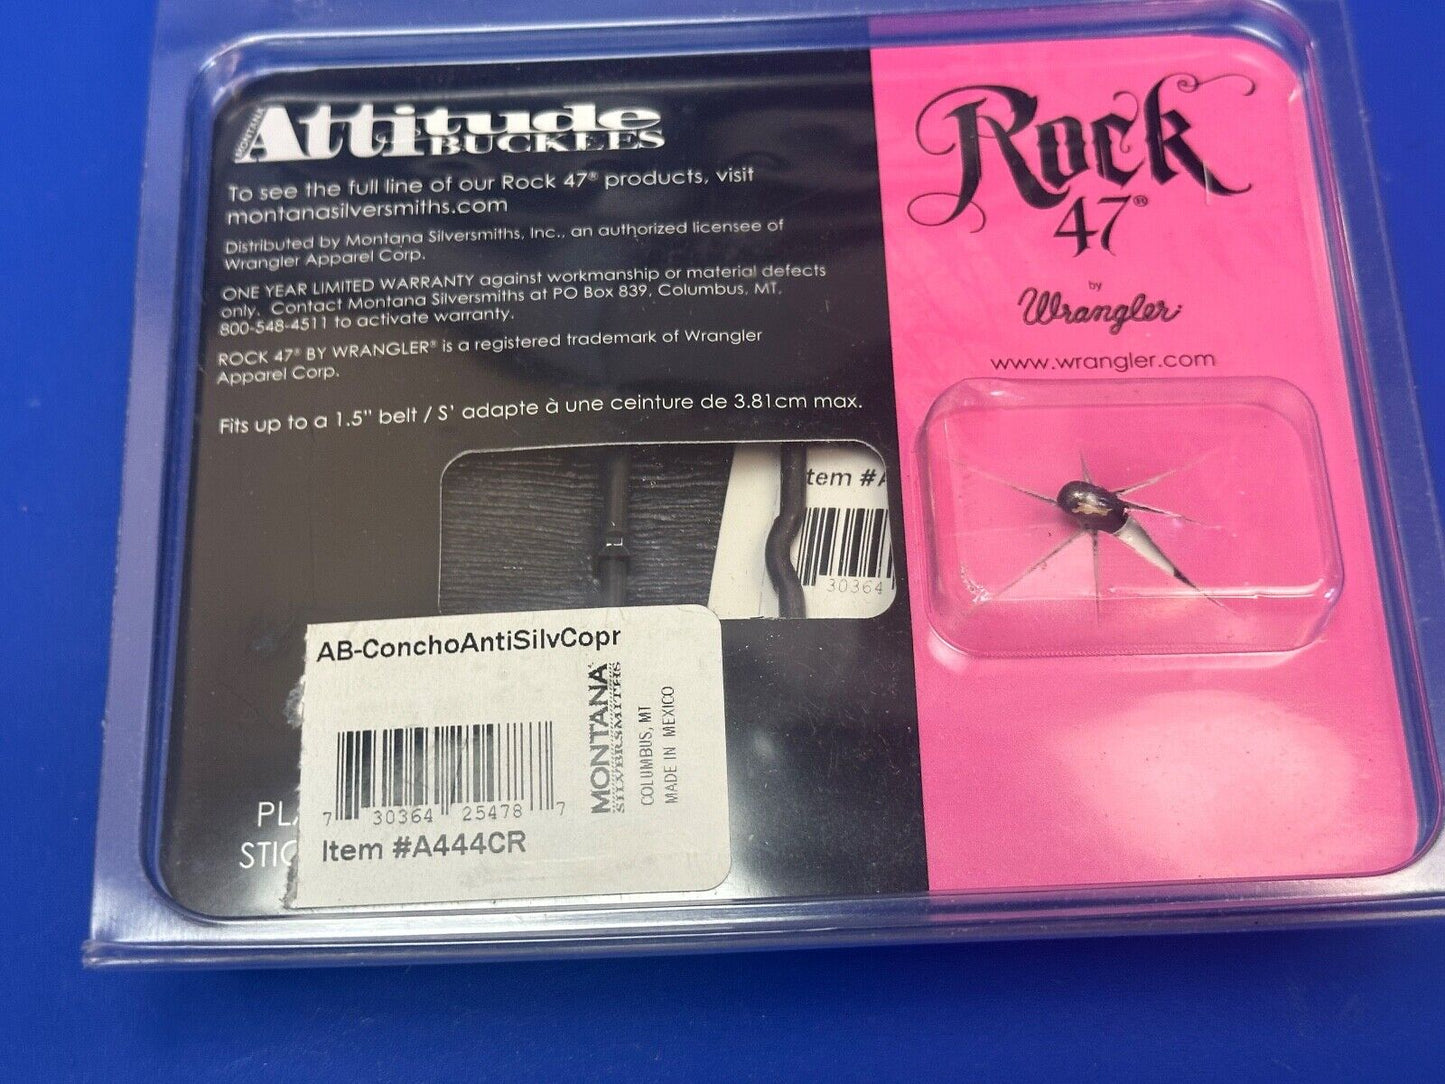 MONTANA
Attitude
BUCKLES
To see the full line of our Rock 47® products, visit
montanasilversmiths.com
Distributed by Montana Silversmiths, Inc., an authorized licensee of
Wrangler Apparel Corp.
ONE YEAR LIMITED WARRANTY against workmanship or material defects
only. Contact Montana Silversmiths at PO Box 839, Columbus, MT,
800-548-4511 to activate warranty.
ROCK 47® BY WRANGLER® is a registered trademark of Wrangler
Apparel Corp.
Fits up to a 1.5" belt / S' adapte à une ceinture de 3.81cm max.
Rock
47®
by
Wrangler
www.wrangler.com
tem #A
30364
AB-ConchoAntiSilvCopr
MONTANA
SILVERSMITHS
COLUMBUS, MT
MADE IN MEXICO
7 30364 25478 7
Item #A444CR
PL
STIC